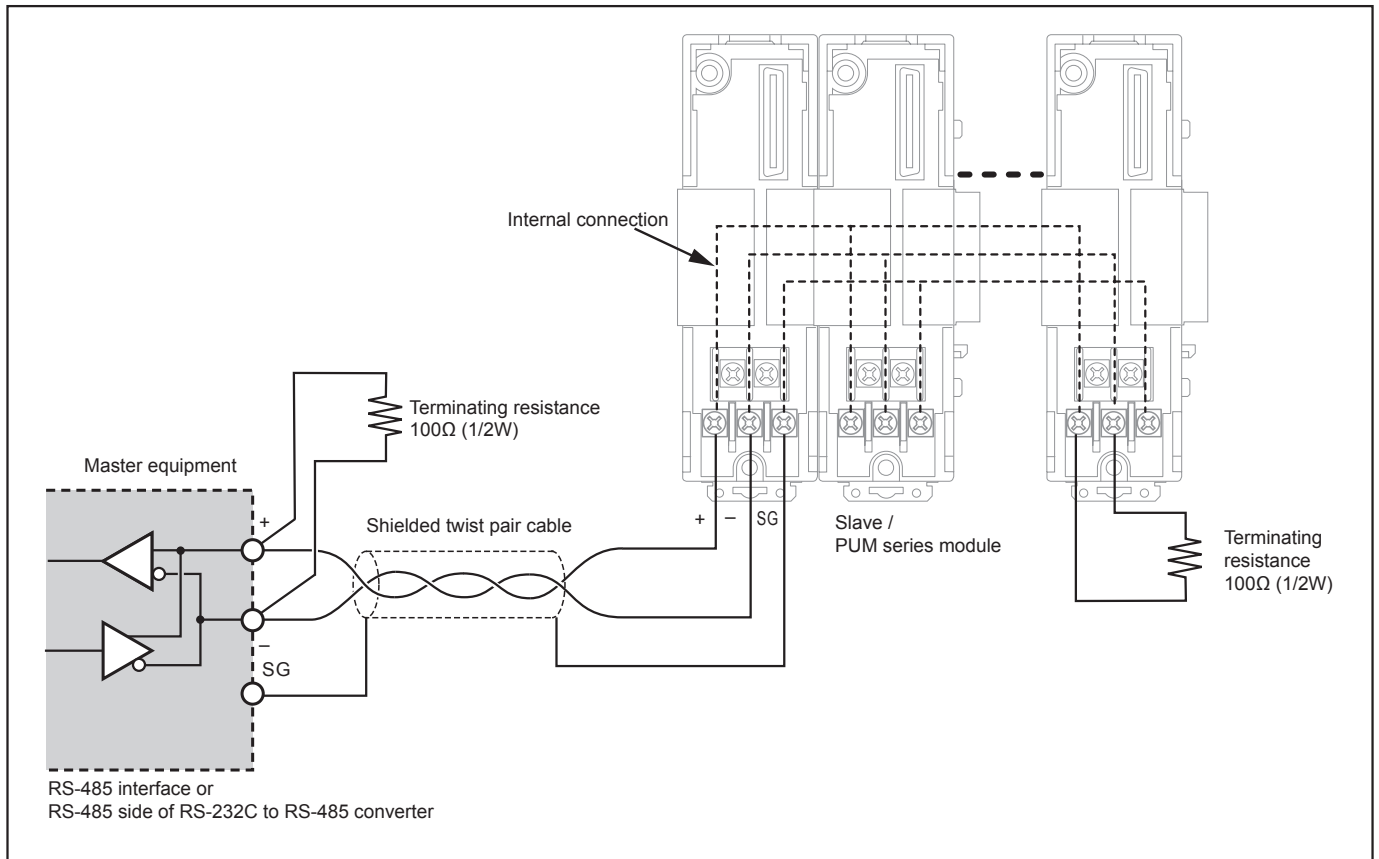 Internal connection
Terminating resistance
100Ω (1/2W)
Master equipment
+
Shielded twist pair cable
+ − SG
Slave /
PUM series module
Terminating
resistance
100Ω (1/2W)
−
SG
RS-485 interface or
RS-485 side of RS-232C to RS-485 converter